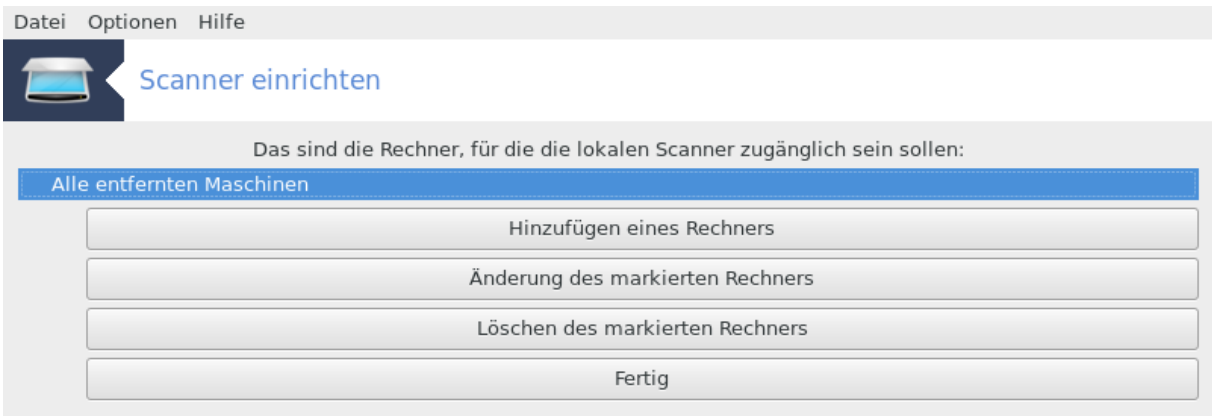 Datei Optionen Hilfe
Scanner einrichten
Das sind die Rechner, für die die lokalen Scanner zugänglich sein sollen:
Alle entfernten Maschinen
Hinzufügen eines Rechners
Änderung des markierten Rechners
Löschen des markierten Rechners
Fertig